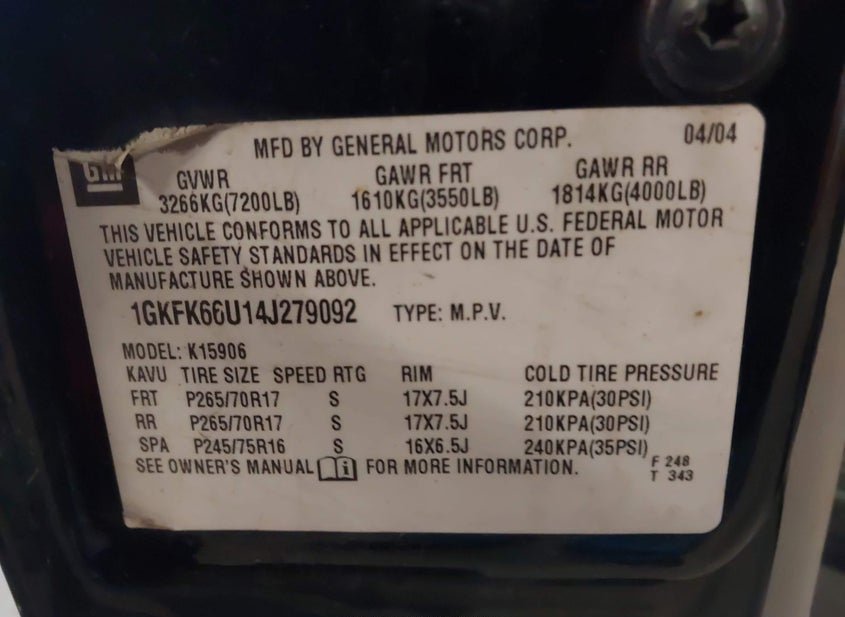 MFD BY GENERAL MOTORS CORP. 04/04
GM
GVWR GAWR FRT GAWR RR
3266KG(7200LB) 1610KG(3550LB) 1814KG(4000LB)
THIS VEHICLE CONFORMS TO ALL APPLICABLE U.S. FEDERAL MOTOR
VEHICLE SAFETY STANDARDS IN EFFECT ON THE DATE OF
MANUFACTURE SHOWN ABOVE.
1GKFK66U14J279092 TYPE: M.P.V.
MODEL: K15906
KAVU TIRE SIZE SPEED RTG RIM COLD TIRE PRESSURE
FRT P265/70R17 S 17X7.5J 210KPA(30PSI)
RR P265/70R17 S 17X7.5J 210KPA(30PSI)
SPA P245/75R16 S 16X6.5J 240KPA(35PSI)
SEE OWNER'S MANUAL i FOR MORE INFORMATION. F 248
T 343